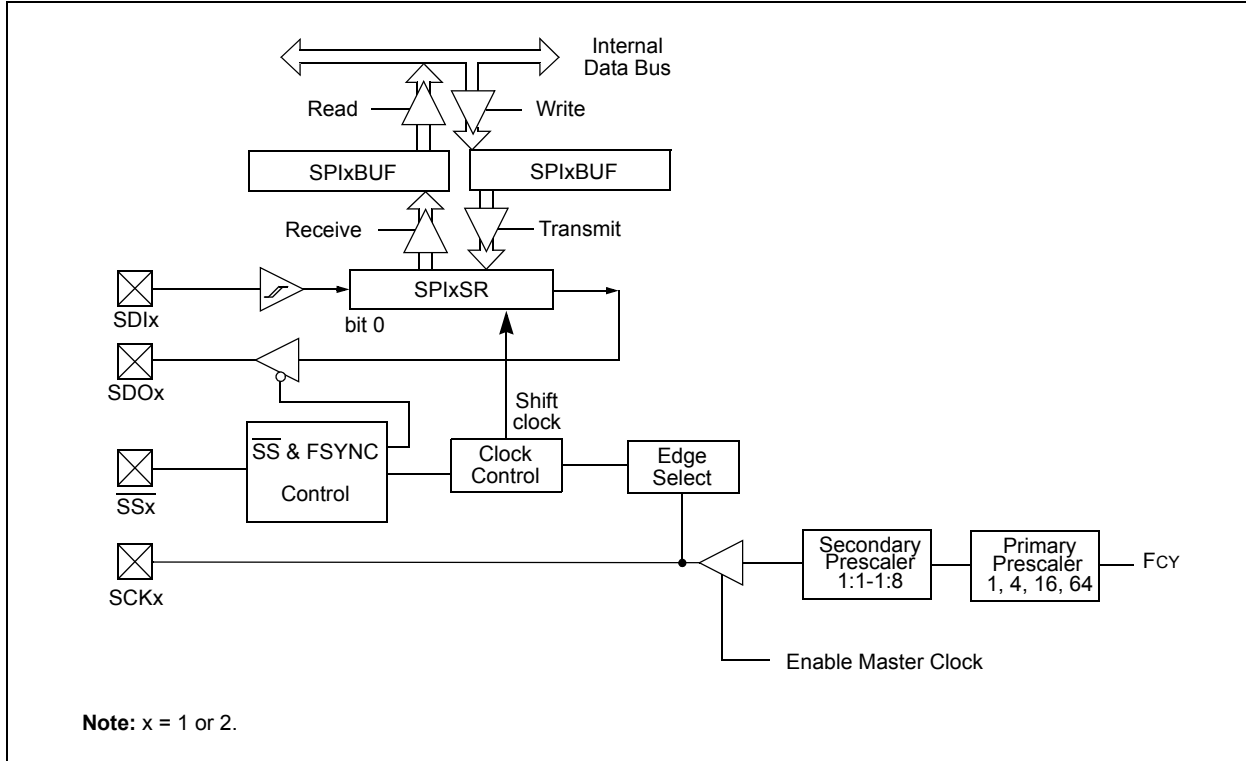 Internal
Data Bus
Read
Write
SPIxBUF
SPIxBUF
Receive
Transmit
SDIx
SPIxSR
bit 0
SDOx
Shift
clock
SS & FSYNC
Control
Clock
Control
Edge
Select
SSx
SCKx
Secondary
Prescaler
1:1-1:8
Primary
Prescaler
1, 4, 16, 64
FCY
Enable Master Clock
Note: x = 1 or 2.